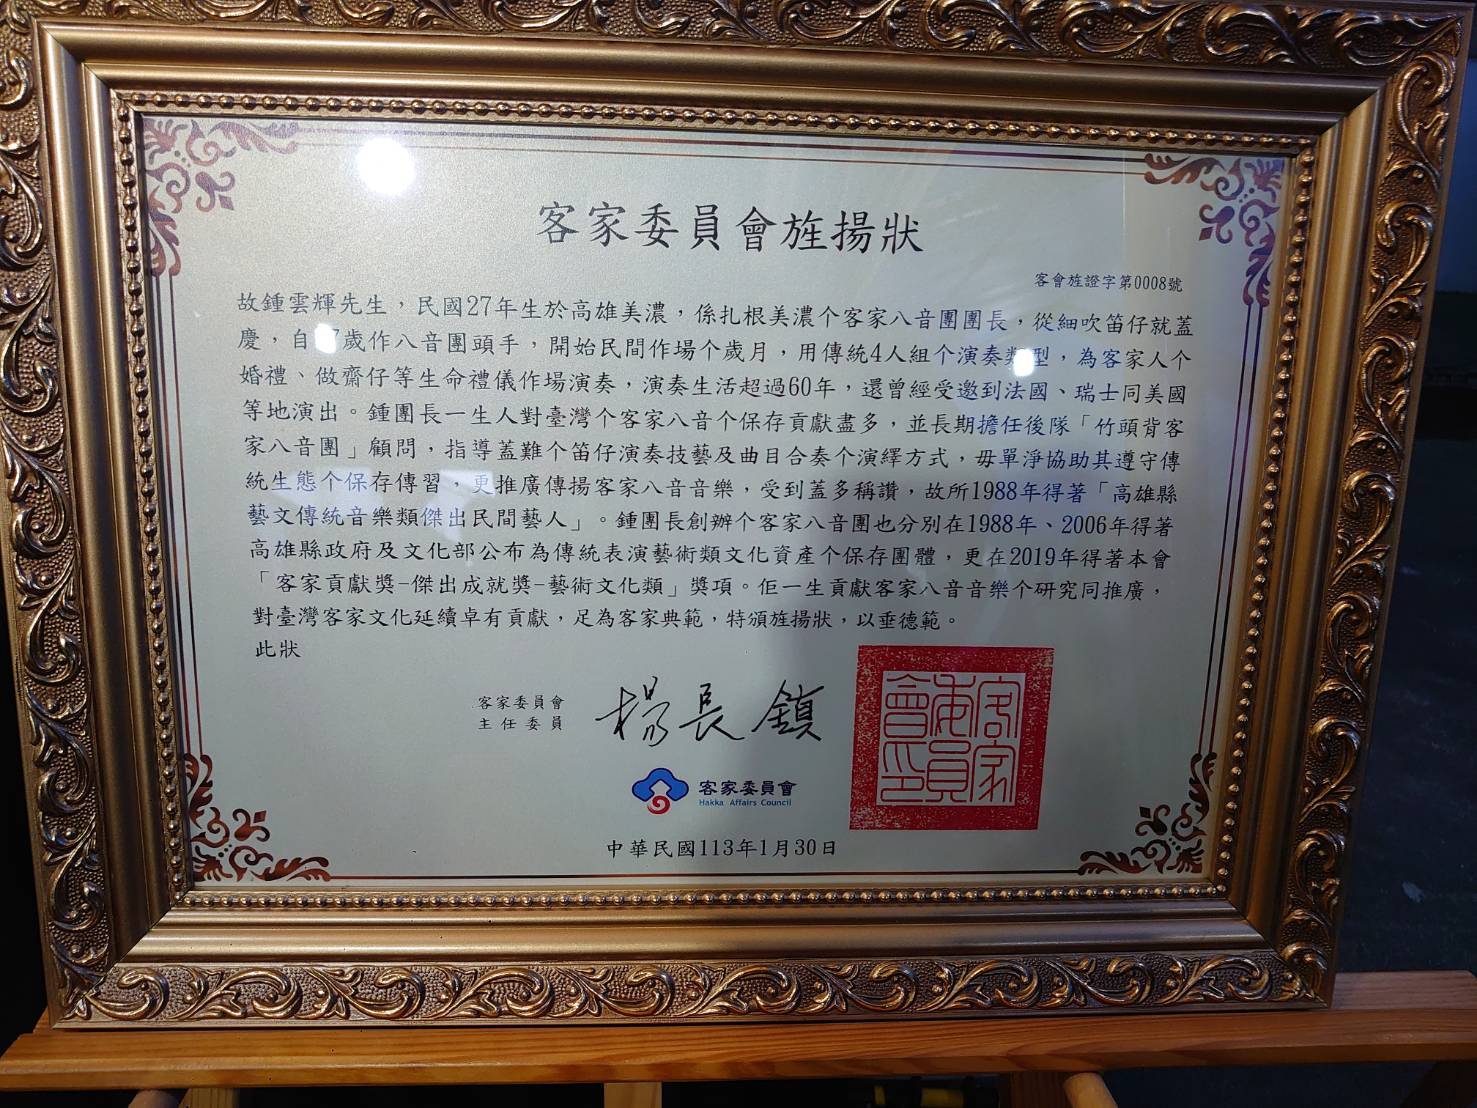 客家委員會旌揚狀
客會旌證字第0008號
故鍾雲輝先生，民國27年生於高雄美濃，係扎根美濃个客家八音團團長，從細吹笛仔就蓋
慶，自7歲作八音團頭手，開始民間作場个歲月，用傳統4人組个演奏類型，為客家人个
婚禮、做齋仔等生命禮儀作場演奏，演奏生活超過60年，還曾經受邀到法國、瑞士同美國
等地演出。鍾團長一生人對臺灣个客家八音个保存貢獻盡多，並長期擔任後隊「竹頭背客
家八音團」顧問，指導蓋難个笛仔演奏技藝及曲目合奏个演繹方式，毋單淨協助其遵守傳
統生態个保存傳習，更推廣傳揚客家八音音樂，受到蓋多稱讚，故所1988年得著「高雄縣
藝文傳統音樂類傑出民間藝人」。鍾團長創辦个客家八音團也分別在1988年、2006年得著
高雄縣政府及文化部公布為傳統表演藝術類文化資產个保存團體，更在2019年得著本會
「客家貢獻獎-傑出成就獎-藝術文化類」獎項。佢一生貢獻客家八音音樂个研究同推廣，
對臺灣客家文化延續卓有貢獻，足為客家典範，特頒旌揚狀，以垂德範。
此狀
客家委員會
主任委員
楊長鎮
客家委員會印
客家委員會
Hakka Affairs Council
中華民國113年1月30日